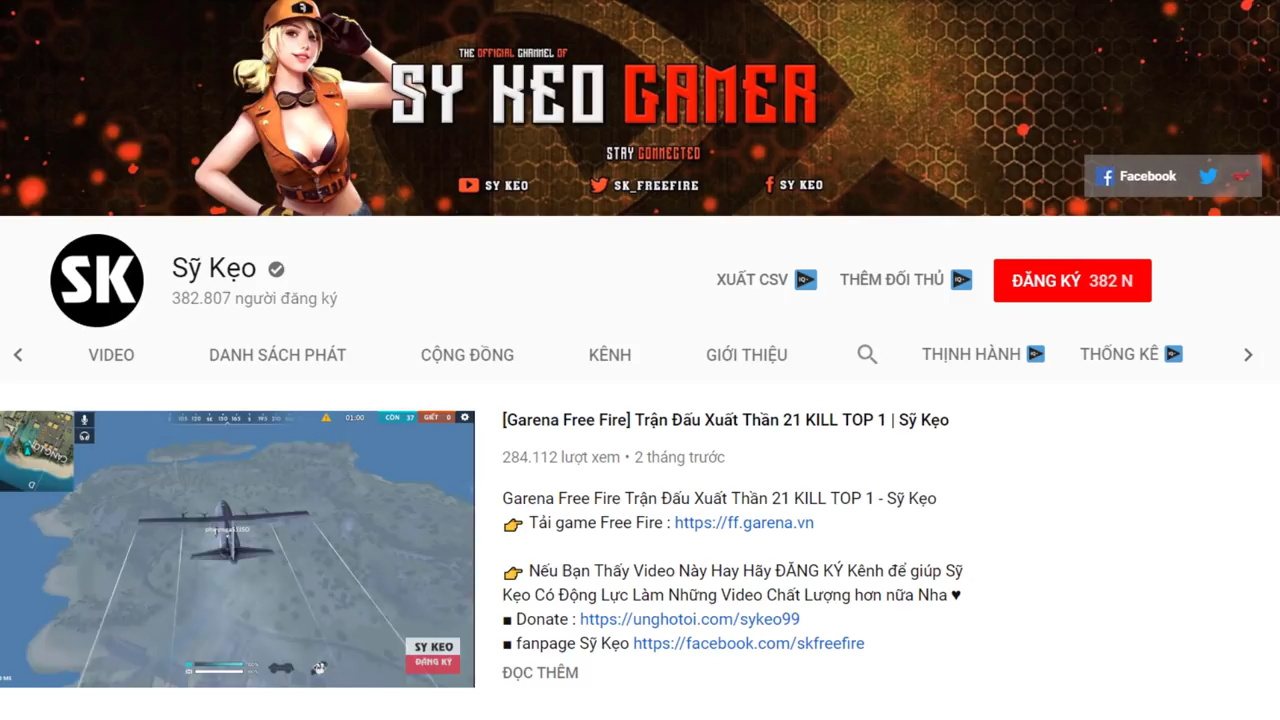 THE OFFICIAL CHANNEL OF
SY KEO GAMER
STAY CONNECTED
SY KEO
SK_FREEFIRE
SY KEO
Facebook
SK
Sỹ Kẹo
382.807 người đăng ký
XUẤT CSV
THÊM ĐỐI THỦ
ĐĂNG KÝ 382 N
VIDEO
DANH SÁCH PHÁT
CỘNG ĐỒNG
KÊNH
GIỚI THIỆU
THỊNH HÀNH
THỐNG KÊ
01:00
CÒN 37
GIẾT 0
SY KEO
ĐĂNG KÝ
[Garena Free Fire] Trận Đấu Xuất Thần 21 KILL TOP 1 | Sỹ Kẹo
284.112 lượt xem • 2 tháng trước
Garena Free Fire Trận Đấu Xuất Thần 21 KILL TOP 1 - Sỹ Kẹo
👉 Tải game Free Fire : https://ff.garena.vn
👉 Nếu Bạn Thấy Video Này Hay Hãy ĐĂNG KÝ Kênh để giúp Sỹ
Kẹo Có Động Lực Làm Những Video Chất Lượng hơn nữa Nha ♥
■ Donate : https://unghotoi.com/sykeo99
■ fanpage Sỹ Kẹo https://facebook.com/skfreefire
ĐỌC THÊM